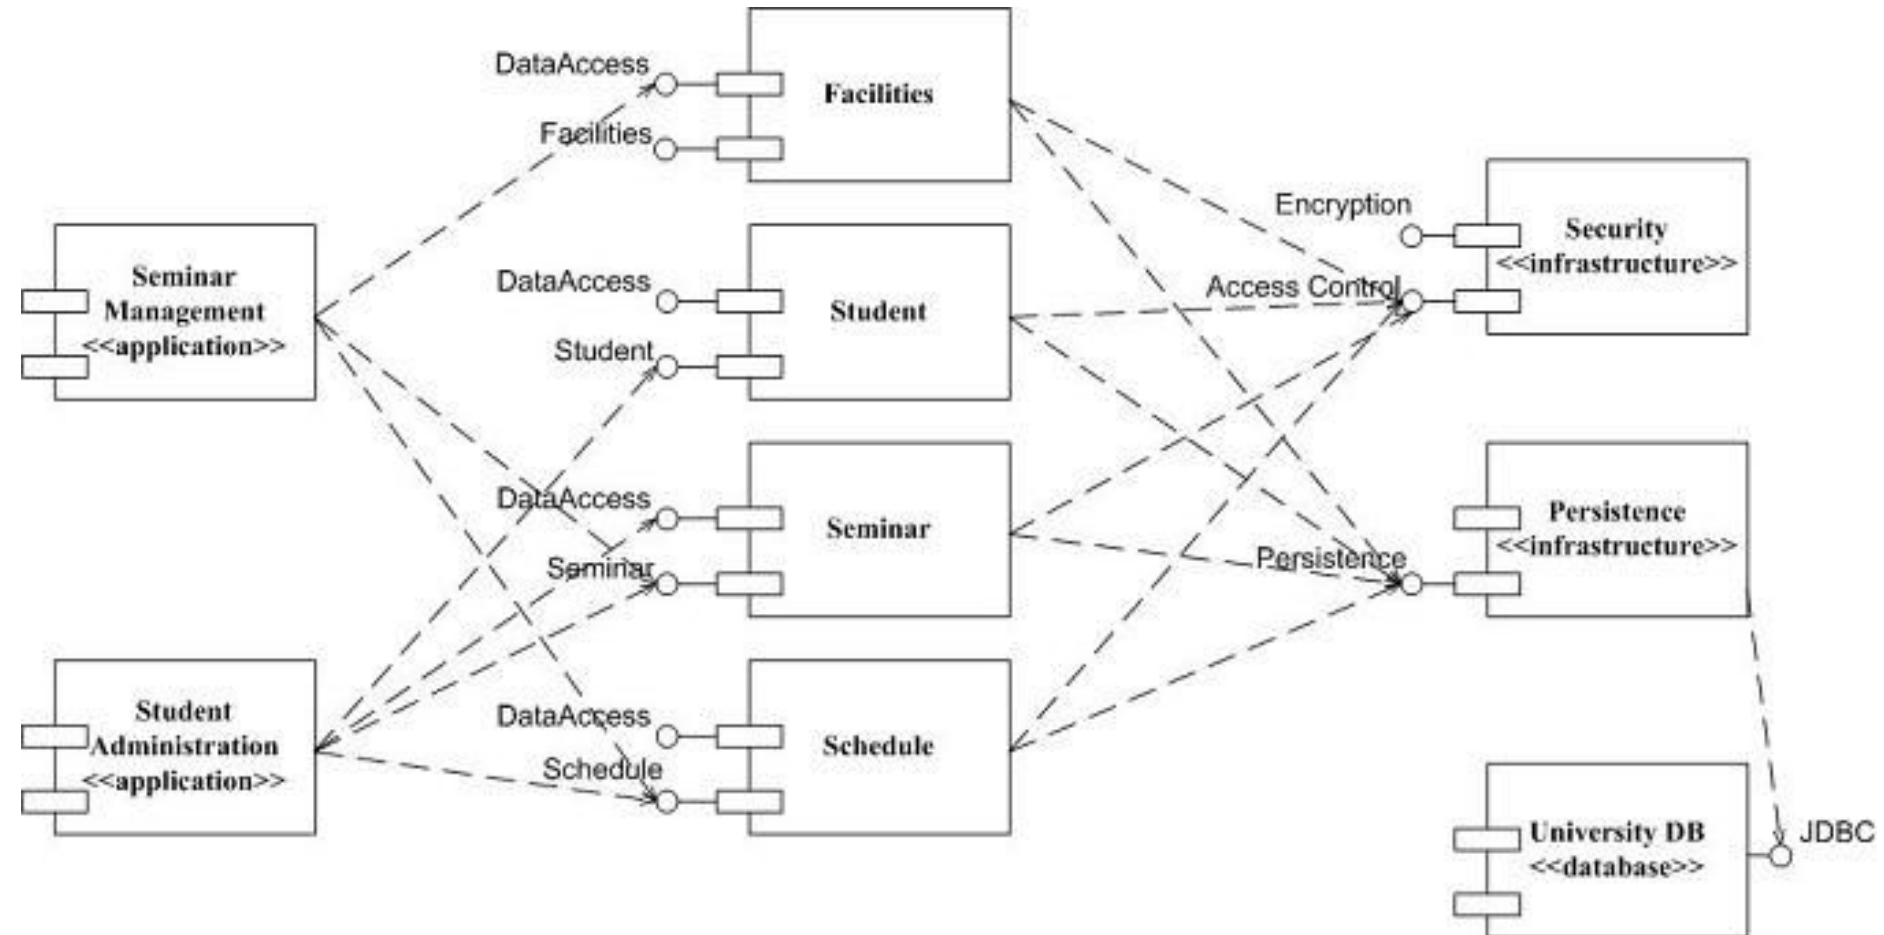 DataAccess
Facilities
Facilities
Encryption
Security
<<infrastructure>>
Access Control
Seminar
Management
<<application>>
DataAccess
Student
Student
DataAccess
Seminar
Seminar
Persistence
<<infrastructure>>
Persistence
Student
Administration
<<application>>
DataAccess
Schedule
Schedule
University DB
<<database>>
JDBC